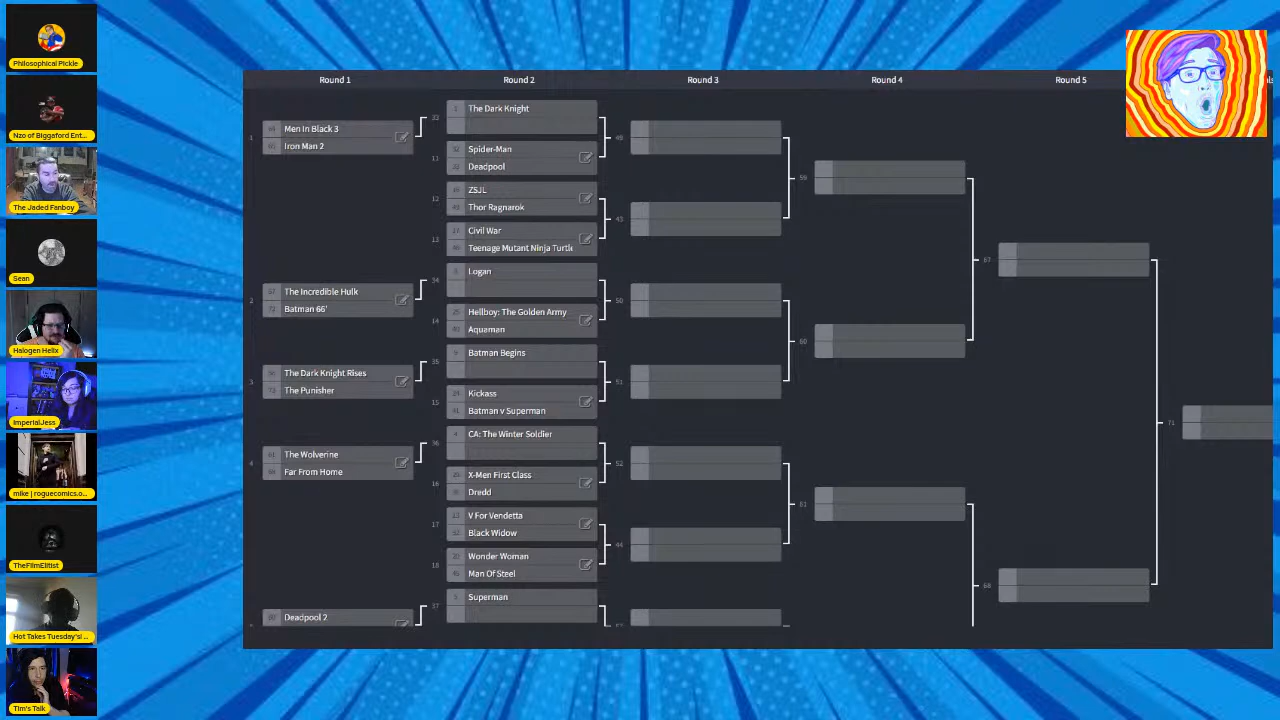 Philosophical Pickle
Nzo of Biggaford Ent...
The Jaded Fanboy
Sean
Halogen Helix
ImperialJess
mike | roguecomics.o...
TheFilmElitist
Hot Takes Tuesday's! ...
Tim's Talk
Round 1
Round 2
Round 3
Round 4
Round 5
Men In Black 3
Iron Man 2
The Incredible Hulk
Batman 66'
The Dark Knight Rises
The Punisher
The Wolverine
Far From Home
Deadpool 2
The Dark Knight
Spider-Man
Deadpool
ZSJL
Thor Ragnarok
Civil War
Teenage Mutant Ninja Turtle
Logan
Hellboy: The Golden Army
Aquaman
Batman Begins
Kickass
Batman v Superman
CA: The Winter Soldier
X-Men First Class
Dredd
V For Vendetta
Black Widow
Wonder Woman
Man Of Steel
Superman